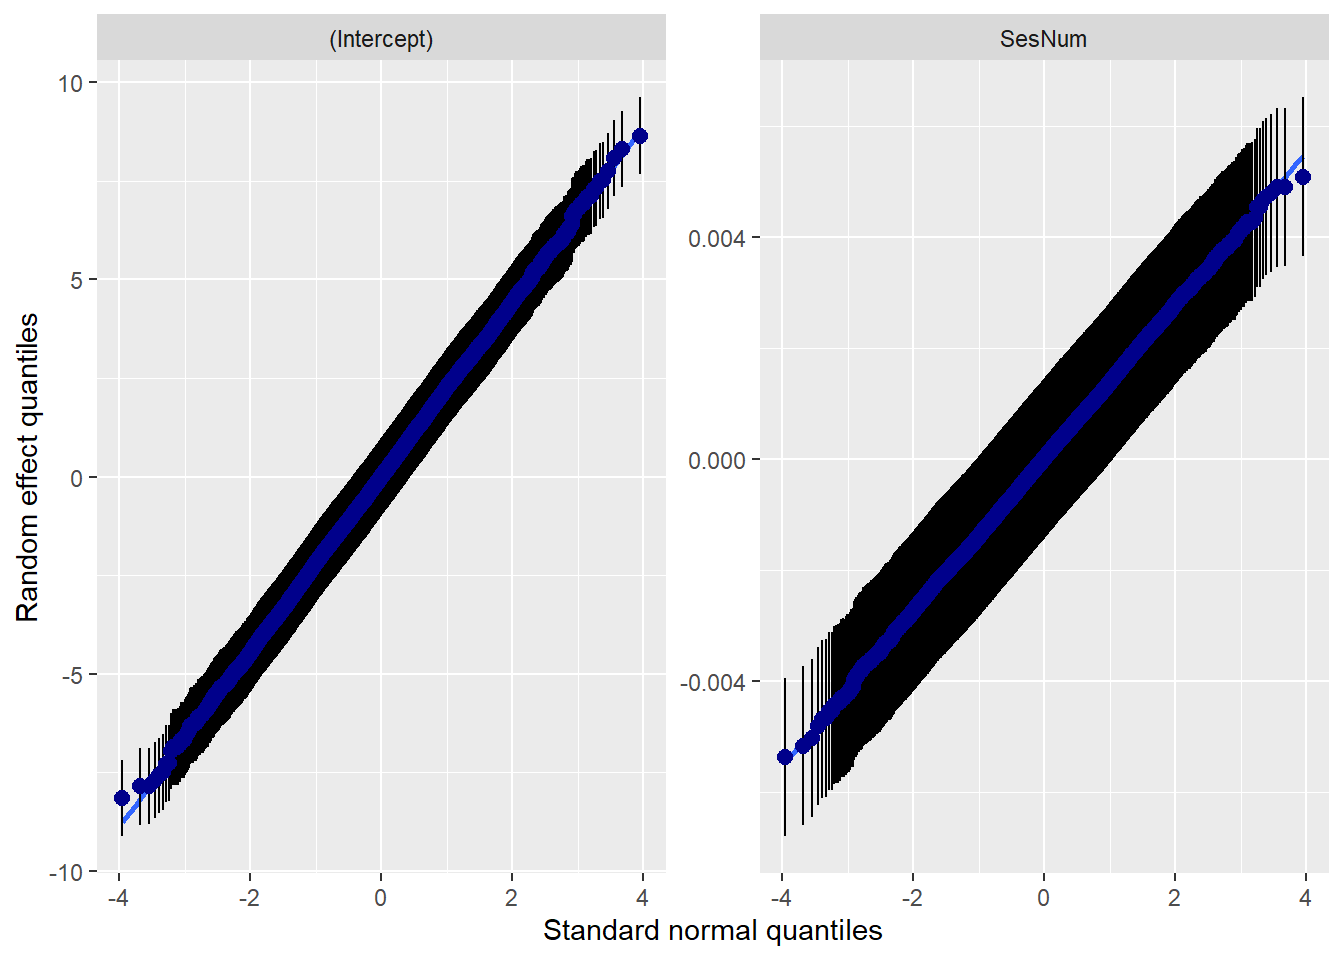 (Intercept)
SesNum
10
5
0
-5
-10
0.004
0.000
-0.004
-4 -2 0 2 4
-4 -2 0 2 4
Random effect quantiles
Standard normal quantiles